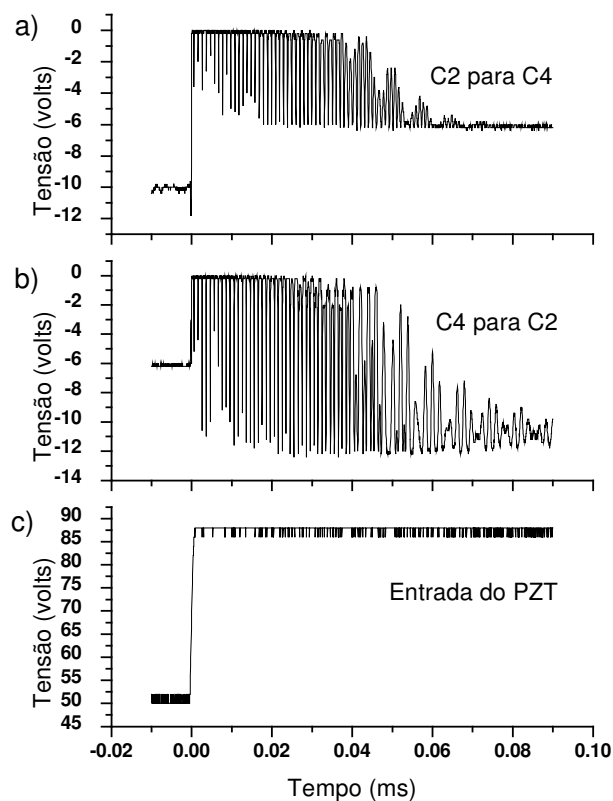 a)
0
-2
-4
-6
-8
-10
-12
Tensão (volts)
C2 para C4
b)
0
-2
-4
-6
-8
-10
-12
-14
Tensão (volts)
C4 para C2
c)
90
85
80
75
70
65
60
55
50
45
Tensão (volts)
Entrada do PZT
-0.02 0.00 0.02 0.04 0.06 0.08 0.10
Tempo (ms)